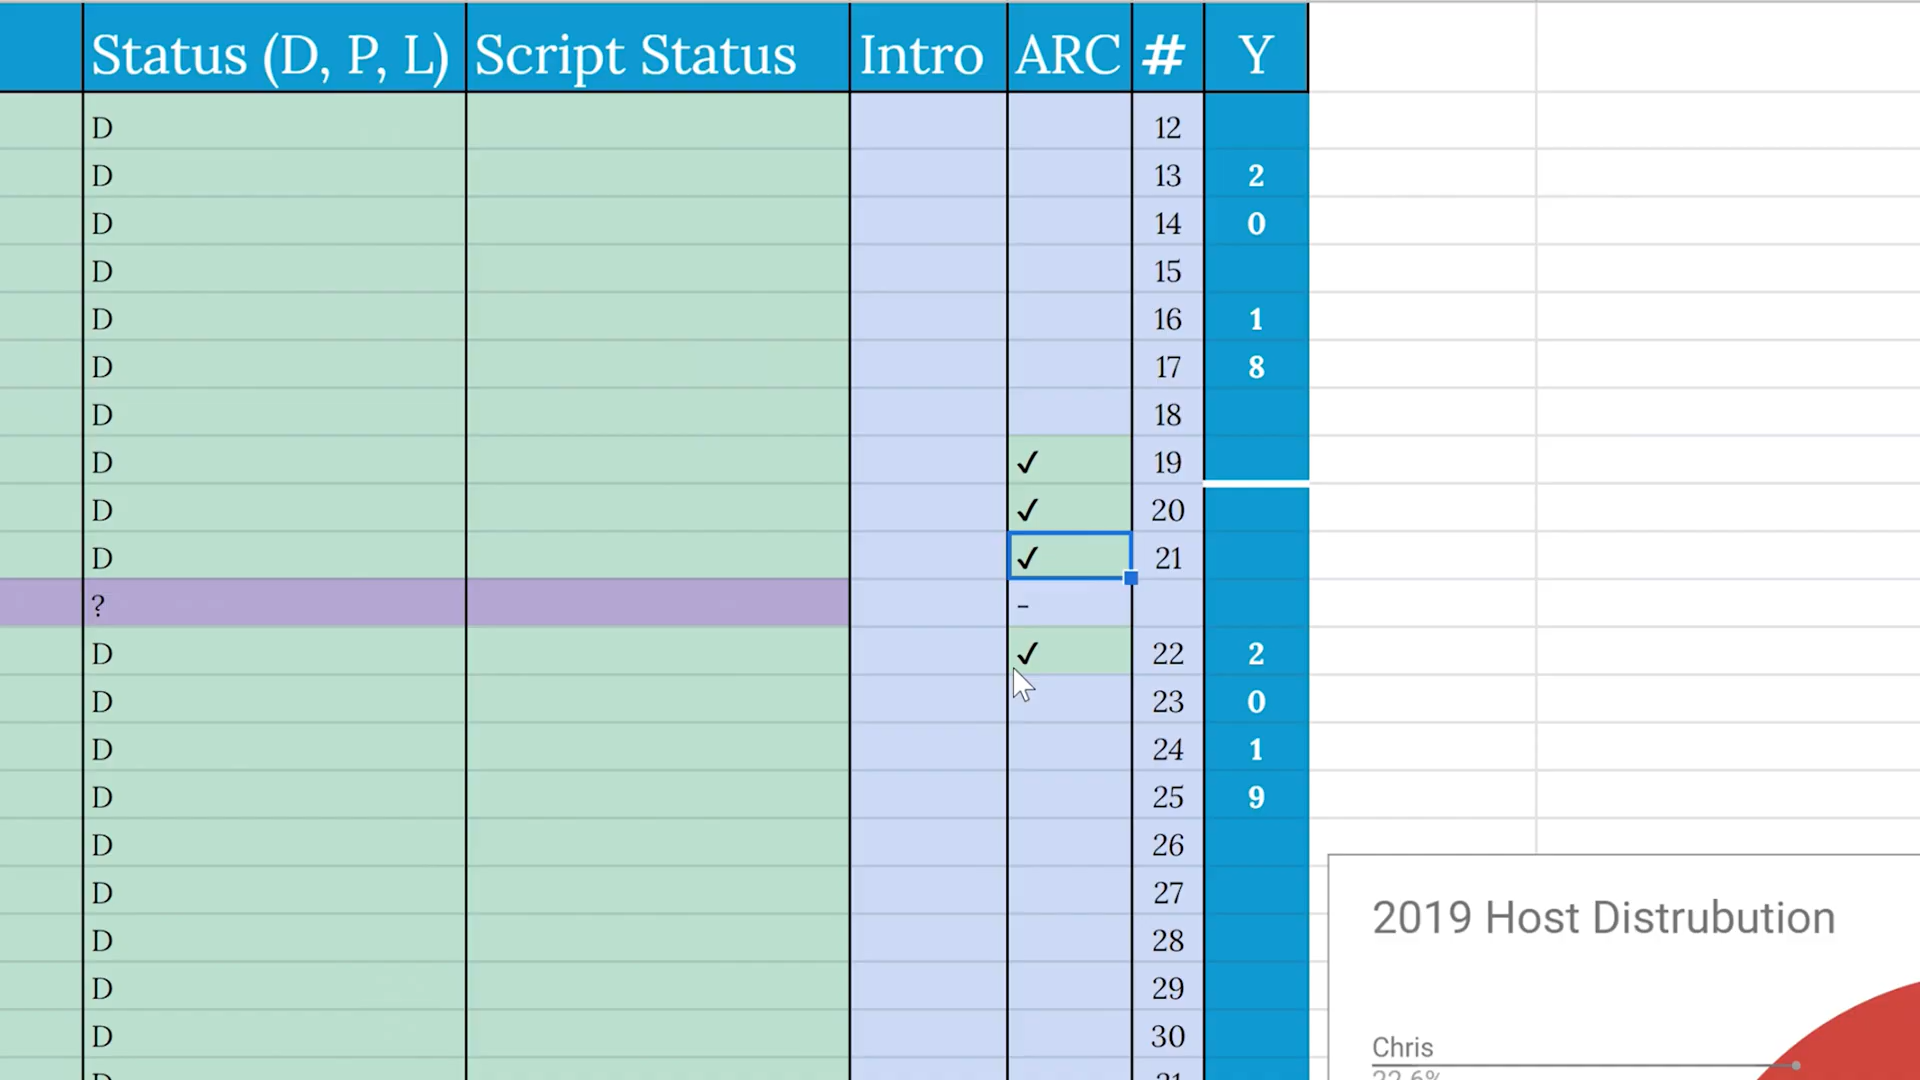 Status (D, P, L) Script Status Intro ARC # Y
D 12
D 13 2
D 14 0
D 15
D 16 1
D 17 8
D 18
D ✓ 19
D ✓ 20
D ✓ 21
? -
D ✓ 22 2
D 23 0
D 24 1
D 25 9
D 26
D 27
D 28
D 29
D 30
2019 Host Distrubution
Chris